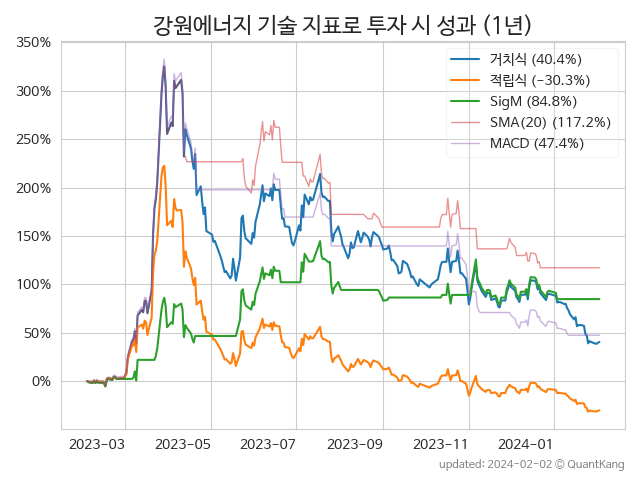 강원에너지 기술 지표로 투자 시 성과 (1년)
350%
300%
250%
200%
150%
100%
50%
0%
거치식 (40.4%)
적립식 (-30.3%)
SigM (84.8%)
SMA(20) (117.2%)
MACD (47.4%)
2023-03 2023-05 2023-07 2023-09 2023-11 2024-01
updated: 2024-02-02 © QuantKang